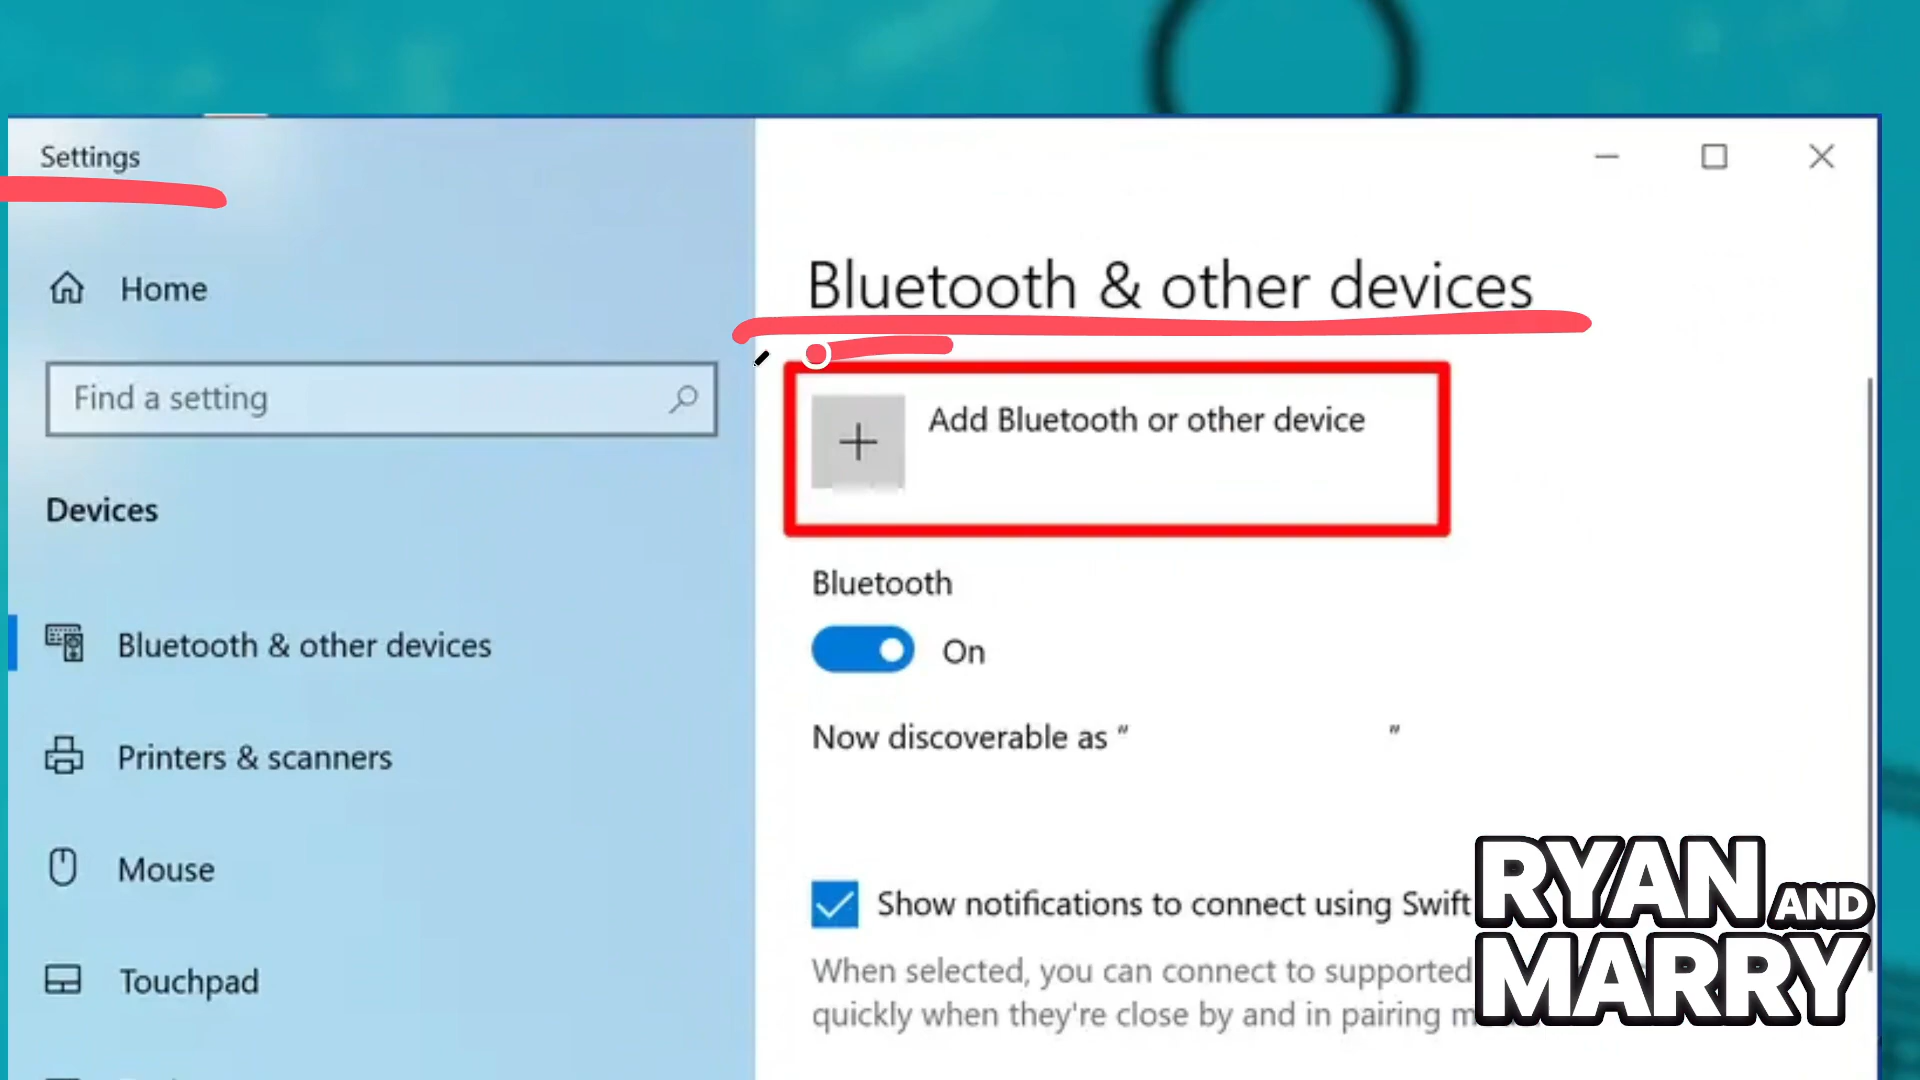 Settings
Home
Find a setting
Devices
Bluetooth & other devices
Printers & scanners
Mouse
Touchpad
Bluetooth & other devices
Add Bluetooth or other device
Bluetooth
On
Now discoverable as “ ”
Show notifications to connect using Swift
When selected, you can connect to supported
quickly when they're close by and in pairing
RYAN AND
MARRY